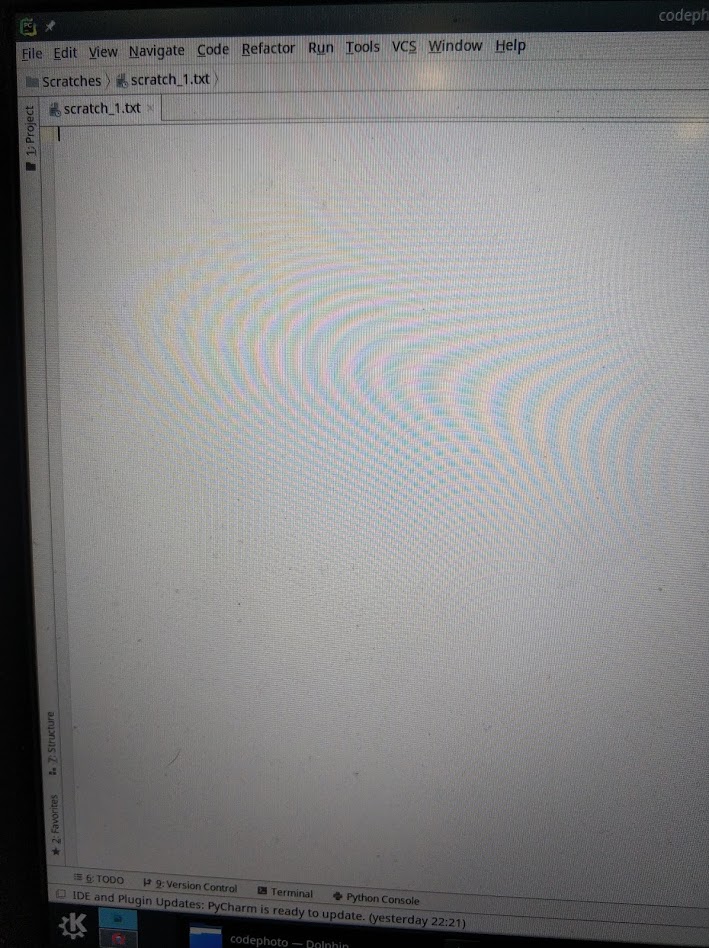 PC
codeph
File Edit View Navigate Code Refactor Run Tools VCS Window Help
Scratches scratch_1.txt
scratch_1.txt ×
1: Project
7: Structure
2: Favorites
6: TODO 9: Version Control Terminal Python Console
IDE and Plugin Updates: PyCharm is ready to update. (yesterday 22:21)
K
codephoto — Dolphin